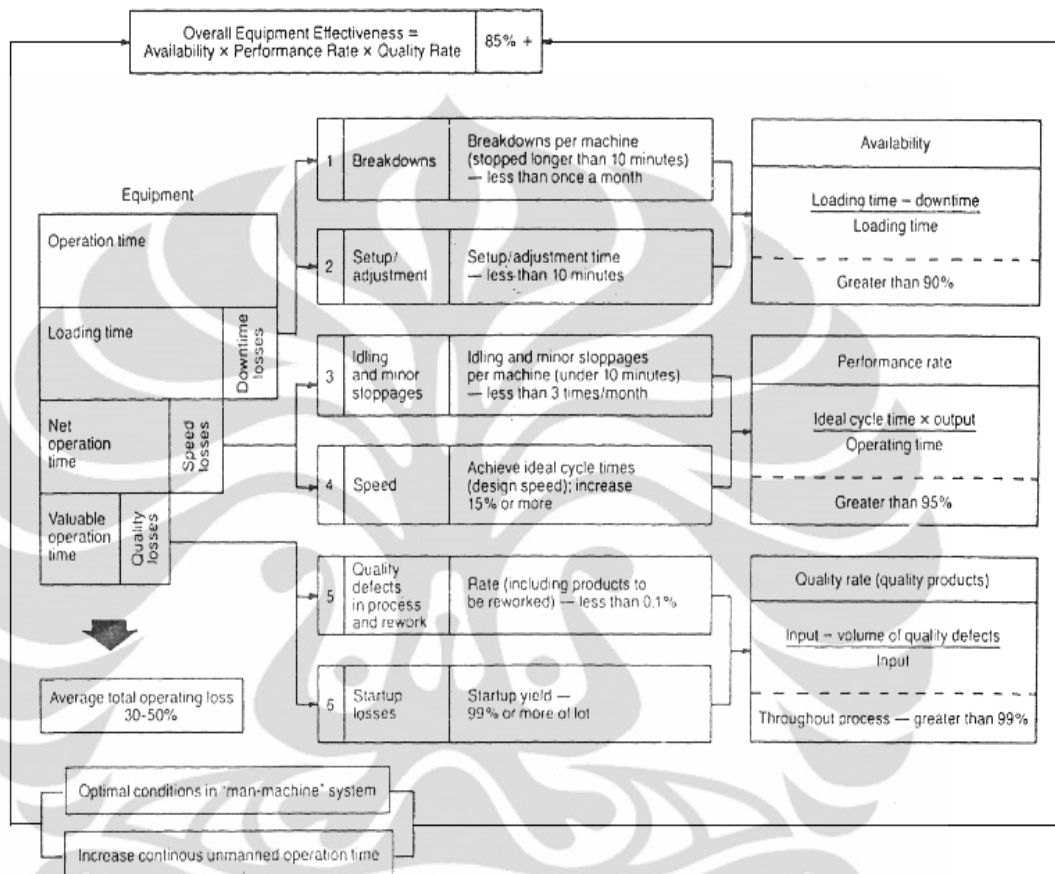 Overall Equipment Effectiveness =
Availability × Performance Rate × Quality Rate
85% +
Equipment
Operation time
Loading time
Downtime
losses
Net
operation
time
Speed
losses
Valuable
operation
time
Quality
losses
Average total operating loss
30-50%
1
Breakdowns
Breakdowns per machine
(stopped longer than 10 minutes)
— less than once a month
2
Setup/
adjustment
Setup/adjustment time
— less than 10 minutes
3
Idling
and minor
stoppages
Idling and minor stoppages
per machine (under 10 minutes)
— less than 3 times/month
4
Speed
Achieve ideal cycle times
(design speed); increase
15% or more
5
Quality
defects
in process
and rework
Rate (including products to
be reworked) — less than 0.1%
6
Startup
losses
Startup yield —
99% or more of lot
Availability
Loading time – downtime
Loading time
Greater than 90%
Performance rate
Ideal cycle time × output
Operating time
Greater than 95%
Quality rate (quality products)
Input – volume of quality defects
Input
Throughout process — greater than 99%
Optimal conditions in "man-machine" system
Increase continous unmanned operation time